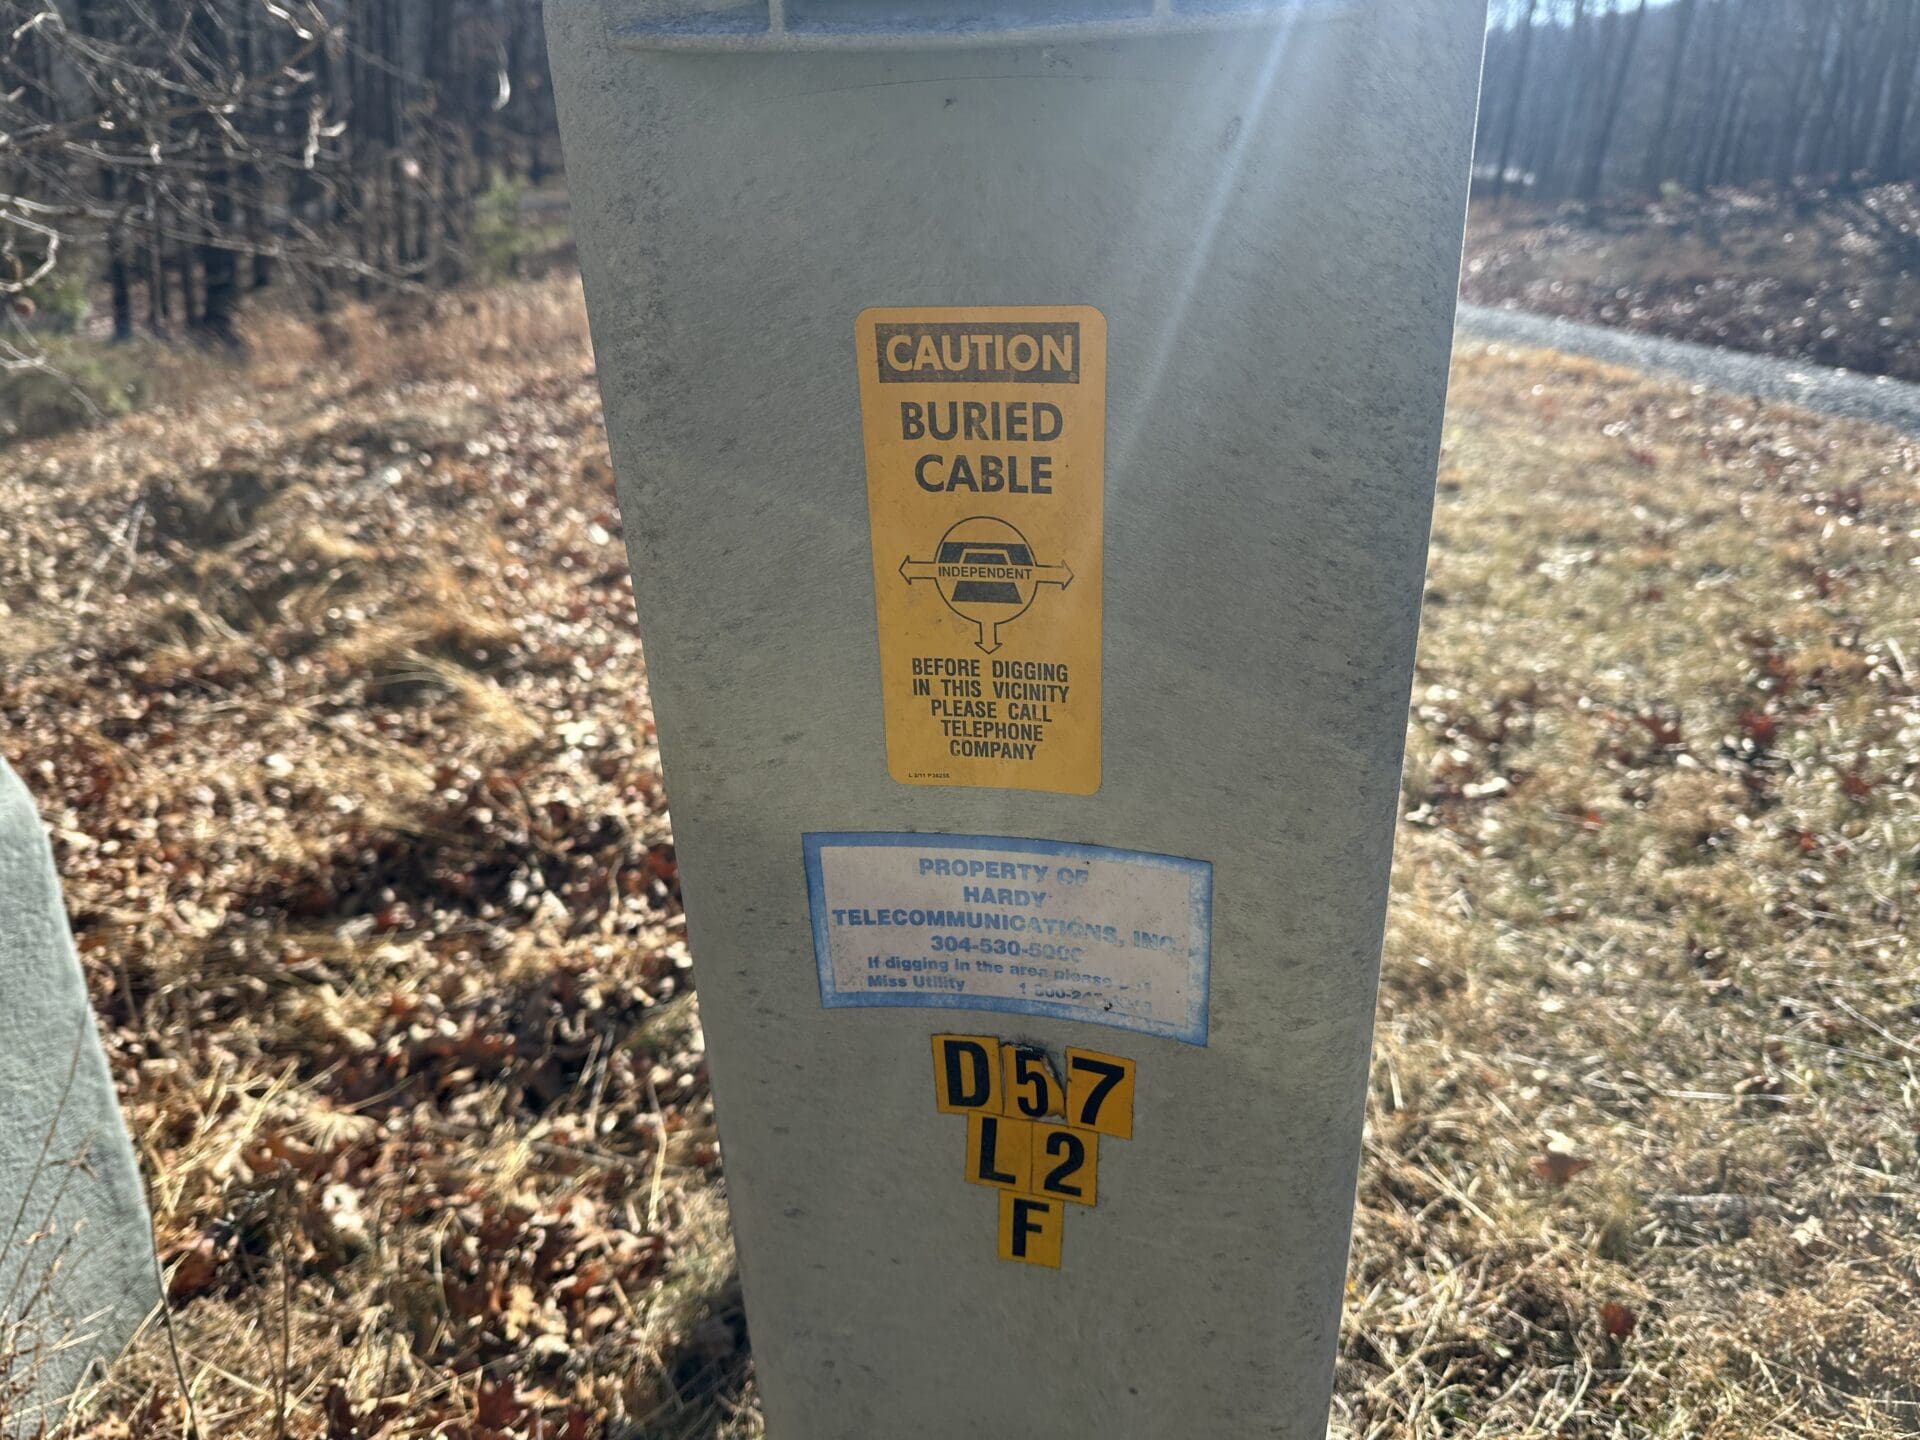 CAUTION
BURIED
CABLE
INDEPENDENT
BEFORE DIGGING
IN THIS VICINITY
PLEASE CALL
TELEPHONE
COMPANY
PROPERTY OF
HARDY
TELECOMMUNICATIONS, INC.
304-530-5000
If digging in the area please
Miss Utility
D57
L2
F